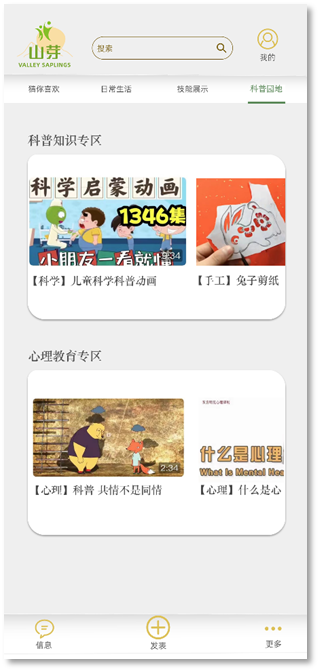 山芽
VALLEY SAPLINGS
搜索
我的
猜你喜欢
日常生活
技能展示
科普园地
科普知识专区
科学启蒙动画
1346集
小朋友一看就懂
9:34
【科学】儿童科学科普动画
【手工】兔子剪纸
心理教育专区
2:34
什么是心理
What is Mental Hea
【心理】科普 共情不是同情
【心理】什么是心
信息
发表
更多